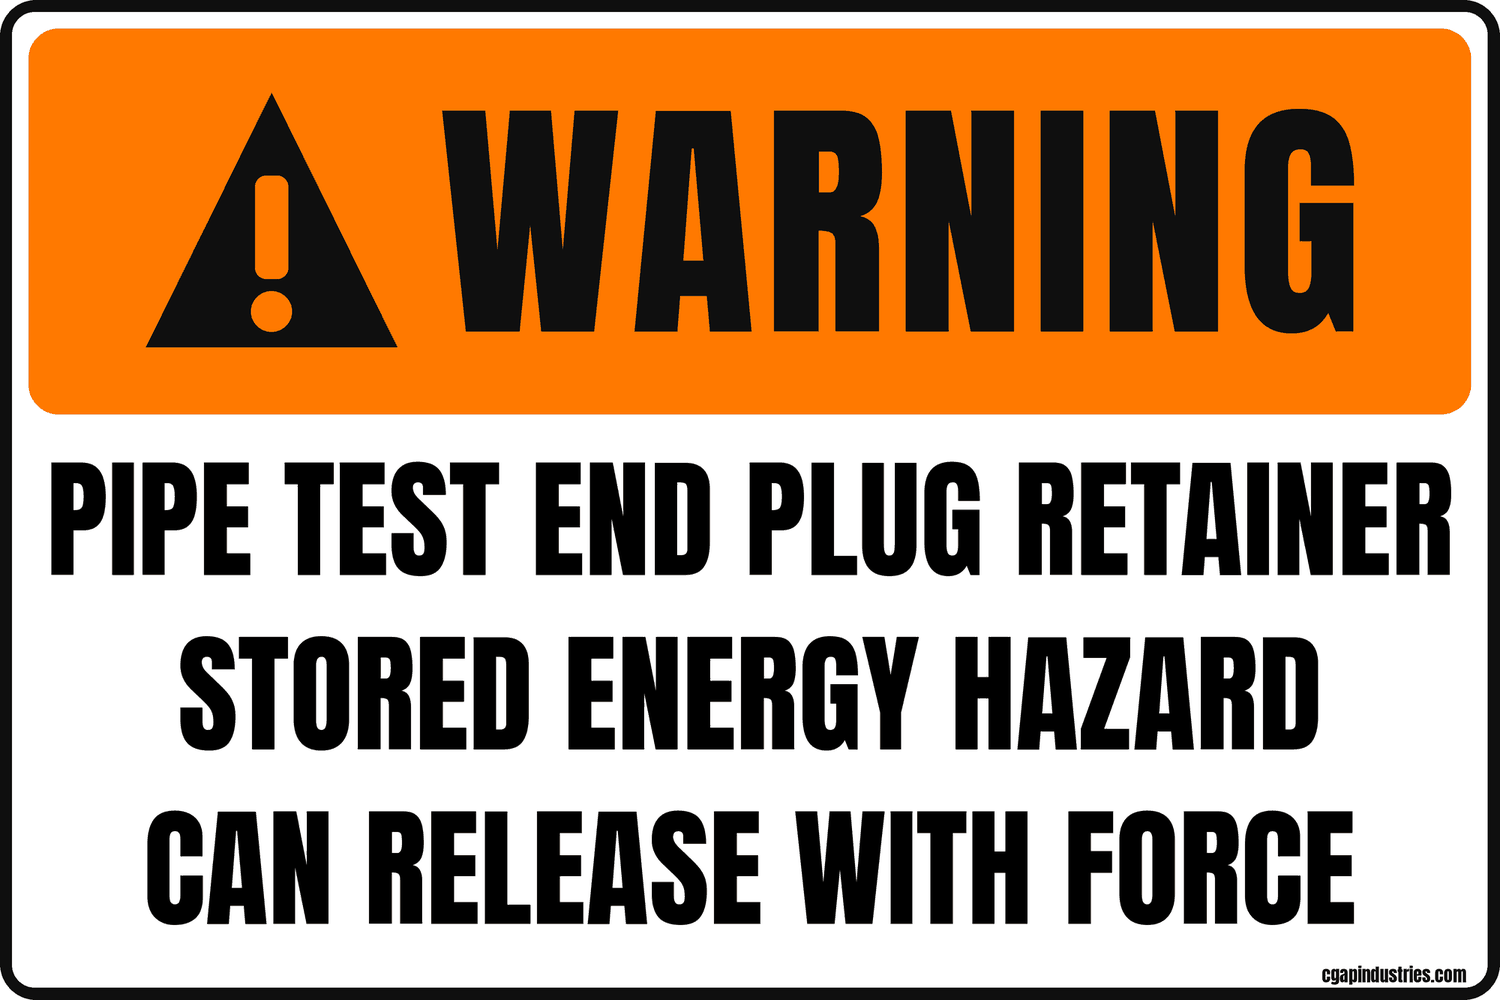 WARNING
PIPE TEST END PLUG RETAINER
STORED ENERGY HAZARD
CAN RELEASE WITH FORCE
cgapindustries.com